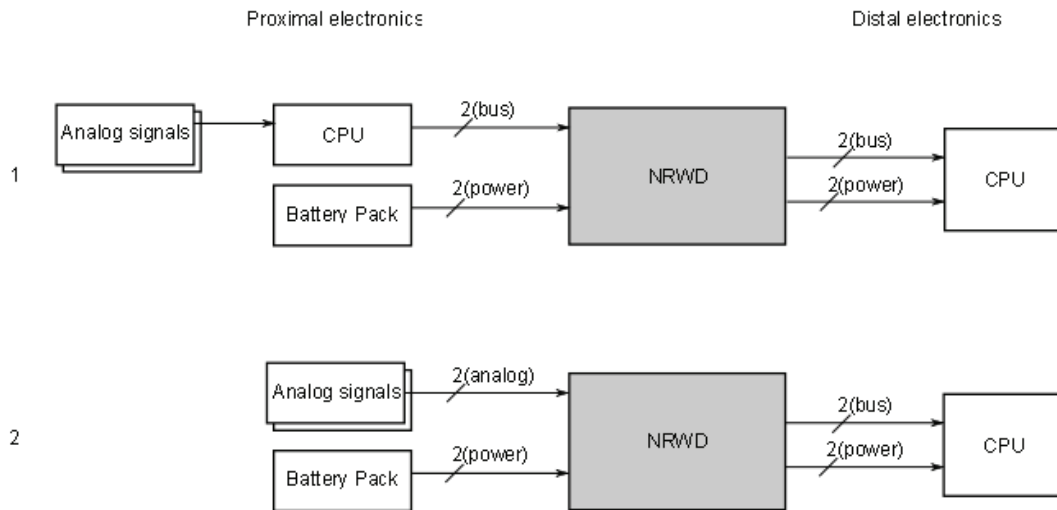 Proximal electronics
Distal electronics
1
Analog signals
CPU
2(bus)
Battery Pack
2(power)
NRWD
2(bus)
2(power)
CPU
2
Analog signals
2(analog)
Battery Pack
2(power)
NRWD
2(bus)
2(power)
CPU